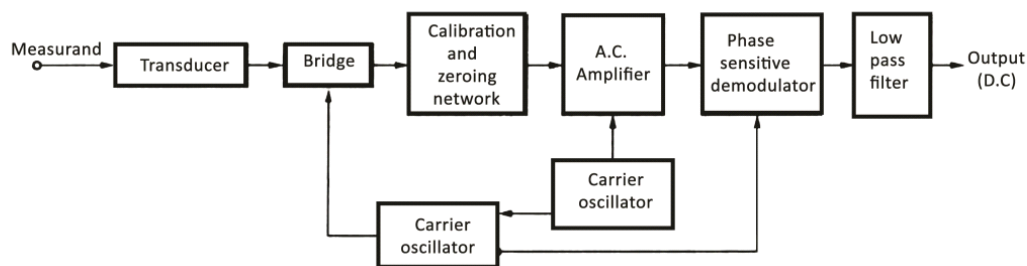 Measurand
Transducer
Bridge
Calibration
and
zeroing
network
A.C.
Amplifier
Phase
sensitive
demodulator
Low
pass
filter
Output
(D.C)
Carrier
oscillator
Carrier
oscillator